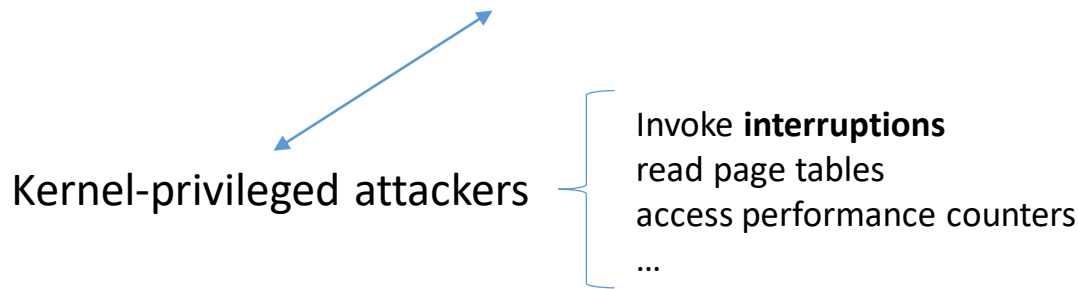 Kernel-privileged attackers
Invoke interruptions
read page tables
access performance counters
…